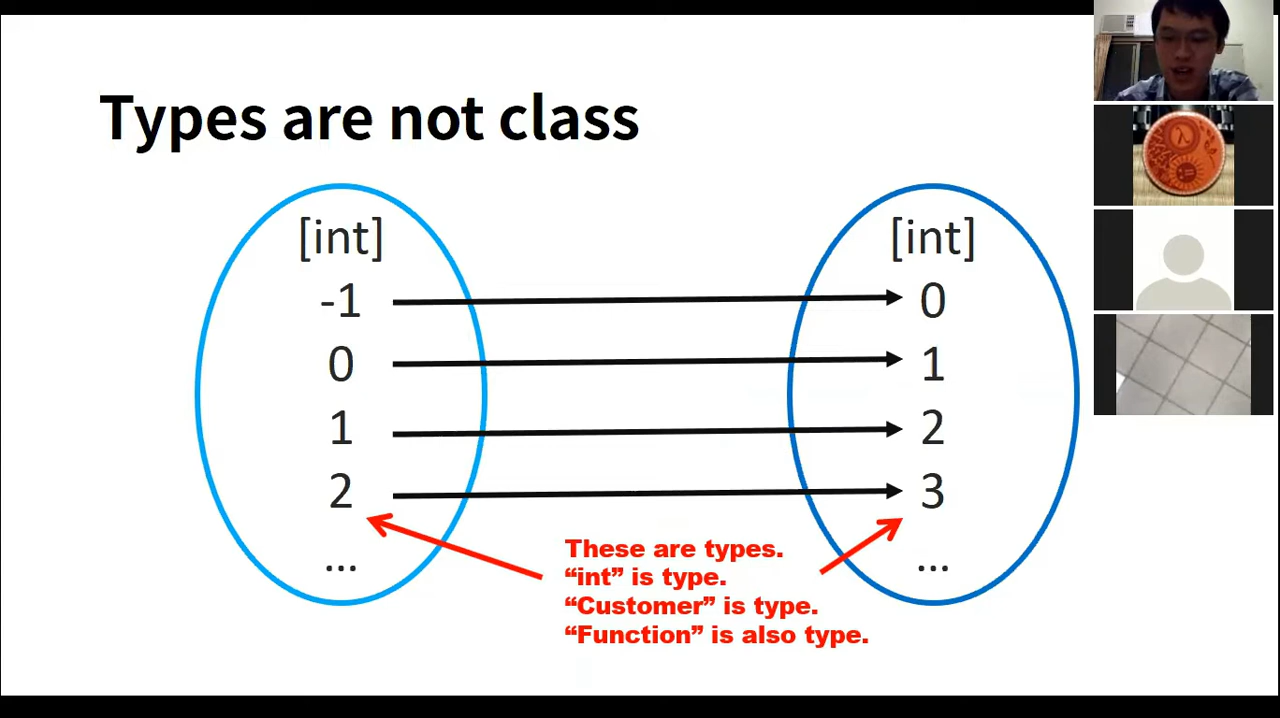 Types are not class
[int] [int]
-1 0
0 1
1 2
2 3
These are types.
... ...
“int” is type.
“Customer” is type.
“Function” is also type.
λ